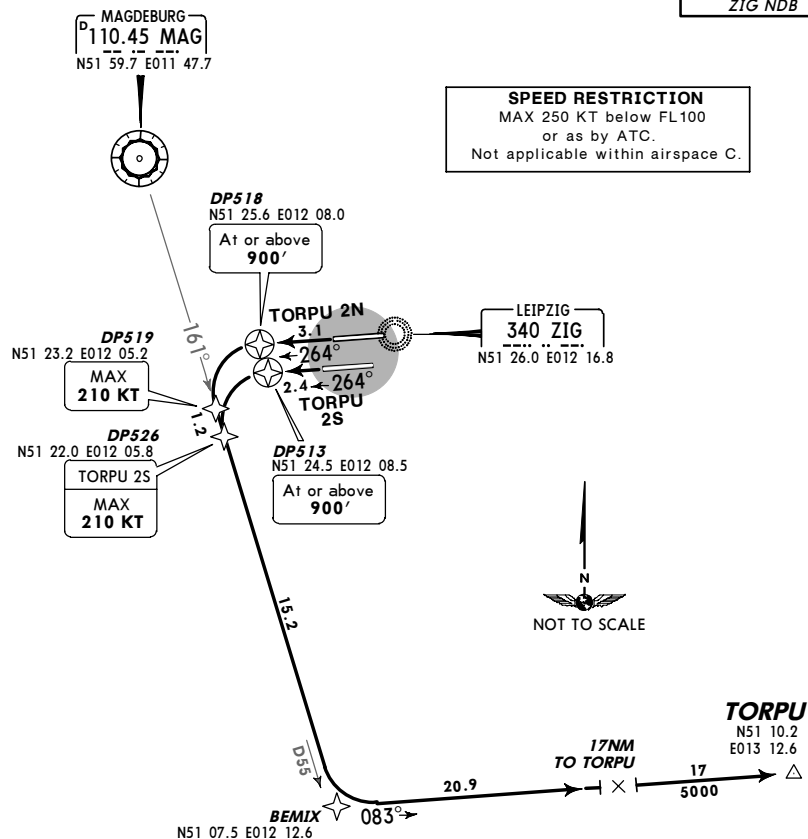 ZIG NDB
MAGDEBURG
D 110.45 MAG
N51 59.7 E011 47.7
SPEED RESTRICTION
MAX 250 KT below FL100
or as by ATC.
Not applicable within airspace C.
DP518
N51 25.6 E012 08.0
At or above
900'
TORPU 2N
3.1
264°
LEIPZIG
340 ZIG
N51 26.0 E012 16.8
161°
DP519
N51 23.2 E012 05.2
MAX
210 KT
2.4
264°
TORPU
2S
1.2
DP526
N51 22.0 E012 05.8
TORPU 2S
MAX
210 KT
DP513
N51 24.5 E012 08.5
At or above
900'
N
NOT TO SCALE
15.2
D55
TORPU
N51 10.2
E013 12.6
17NM
TO TORPU
20.9
17
5000
BEMIX
083°
N51 07.5 E012 12.6